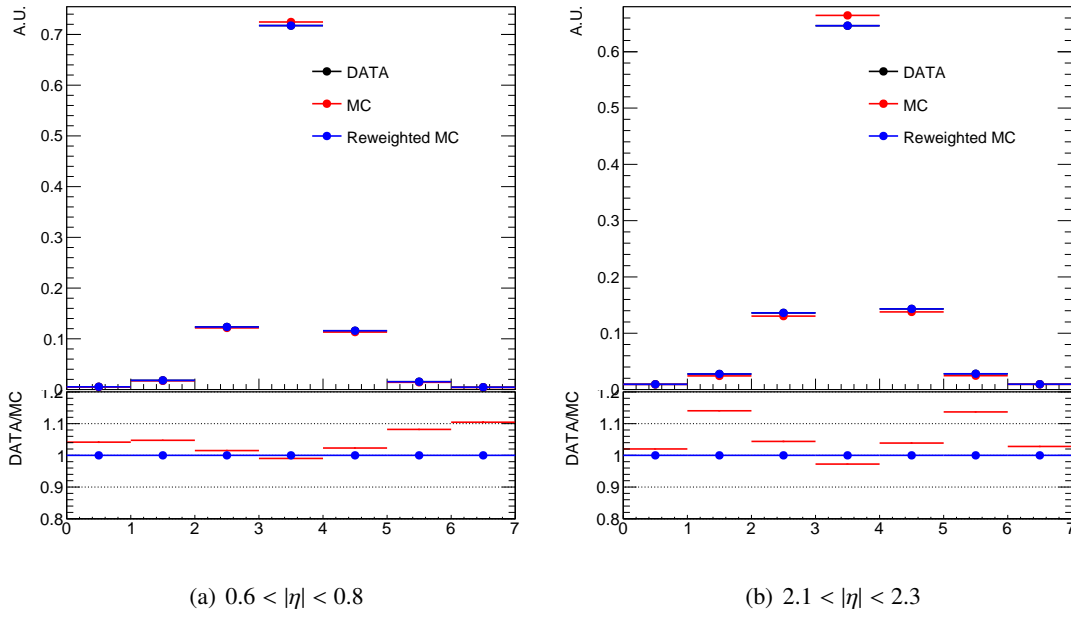 A.U.
0.7
0.6
0.5
0.4
0.3
0.2
0.1
0
DATA
MC
Reweighted MC
DATA/MC
1.2
1.1
1
0.9
0.8
0 1 2 3 4 5 6 7
(a) 0.6 < |η| < 0.8
A.U.
0.6
0.5
0.4
0.3
0.2
0.1
0
DATA
MC
Reweighted MC
DATA/MC
1.2
1.1
1
0.9
0.8
0 1 2 3 4 5 6 7
(b) 2.1 < |η| < 2.3